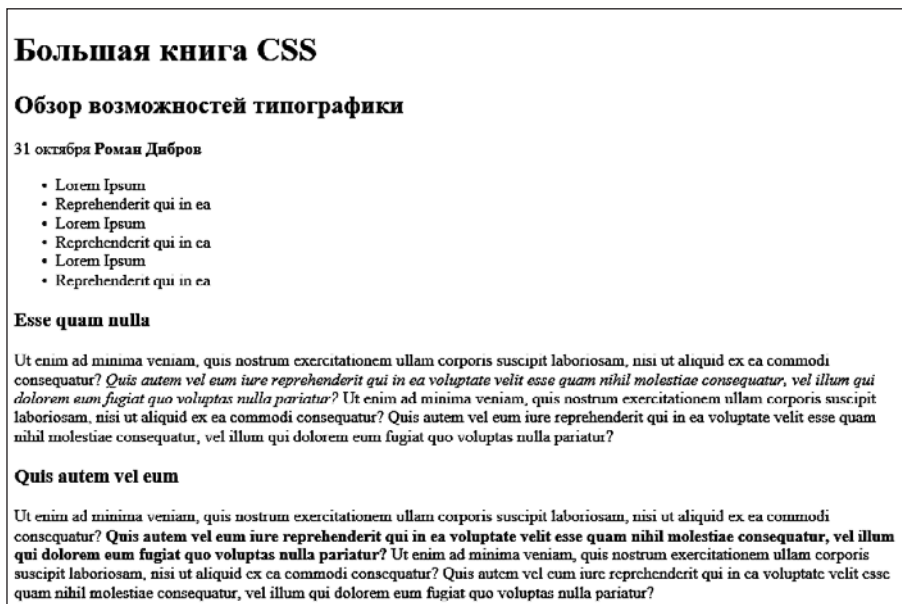 Большая книга CSS
Обзор возможностей типографики
31 октября Роман Дибров
• Lorem Ipsum
• Reprehenderit qui in ea
• Lorem Ipsum
• Reprehenderit qui in ea
• Lorem Ipsum
• Reprehenderit qui in ea
Esse quam nulla
Ut enim ad minima veniam, quis nostrum exercitationem ullam corporis suscipit laboriosam, nisi ut aliquid ex ea commodi
consequatur? Quis autem vel eum iure reprehenderit qui in ea voluptate velit esse quam nihil molestiae consequatur, vel illum qui
dolorem eum fugiat quo voluptas nulla pariatur? Ut enim ad minima veniam, quis nostrum exercitationem ullam corporis suscipit
laboriosam, nisi ut aliquid ex ea commodi consequatur? Quis autem vel eum iure reprehenderit qui in ea voluptate velit esse quam
nihil molestiae consequatur, vel illum qui dolorem eum fugiat quo voluptas nulla pariatur?
Quis autem vel eum
Ut enim ad minima veniam, quis nostrum exercitationem ullam corporis suscipit laboriosam, nisi ut aliquid ex ea commodi
consequatur? Quis autem vel eum iure reprehenderit qui in ea voluptate velit esse quam nihil molestiae consequatur, vel illum
qui dolorem eum fugiat quo voluptas nulla pariatur? Ut enim ad minima veniam, quis nostrum exercitationem ullam corporis
suscipit laboriosam, nisi ut aliquid ex ea commodi consequatur? Quis autem vel eum iure reprehenderit qui in ea voluptate velit esse
quam nihil molestiae consequatur, vel illum qui dolorem eum fugiat quo voluptas nulla pariatur?